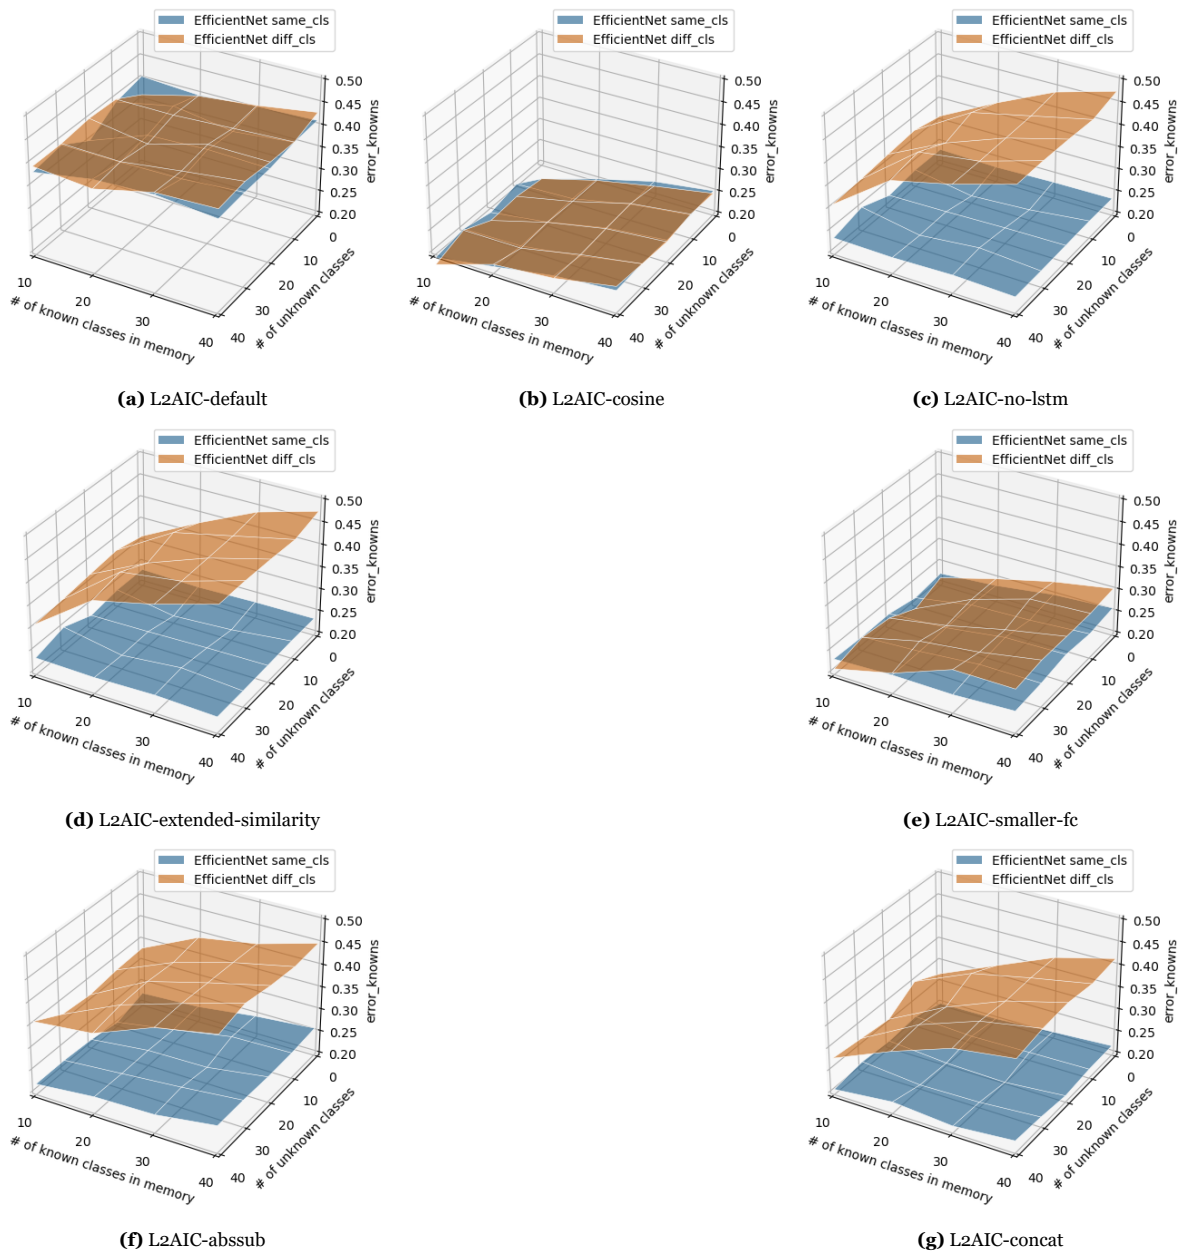 EfficientNet same_cls
EfficientNet diff_cls
0.50
0.45
0.40
0.35
0.30
0.25
0.20
error_knowns
10
20
30
40
# of known classes in memory
0
10
20
30
40
# of unknown classes
(a) L2AIC-default
EfficientNet same_cls
EfficientNet diff_cls
0.50
0.45
0.40
0.35
0.30
0.25
0.20
error_knowns
10
20
30
40
# of known classes in memory
0
10
20
30
40
# of unknown classes
(b) L2AIC-cosine
EfficientNet same_cls
EfficientNet diff_cls
0.50
0.45
0.40
0.35
0.30
0.25
0.20
error_knowns
10
20
30
40
# of known classes in memory
0
10
20
30
40
# of unknown classes
(c) L2AIC-no-lstm
EfficientNet same_cls
EfficientNet diff_cls
0.50
0.45
0.40
0.35
0.30
0.25
0.20
error_knowns
10
20
30
40
# of known classes in memory
0
10
20
30
40
# of unknown classes
(d) L2AIC-extended-similarity
EfficientNet same_cls
EfficientNet diff_cls
0.50
0.45
0.40
0.35
0.30
0.25
0.20
error_knowns
10
20
30
40
# of known classes in memory
0
10
20
30
40
# of unknown classes
(e) L2AIC-smaller-fc
EfficientNet same_cls
EfficientNet diff_cls
0.50
0.45
0.40
0.35
0.30
0.25
0.20
error_knowns
10
20
30
40
# of known classes in memory
0
10
20
30
40
# of unknown classes
(f) L2AIC-abssub
EfficientNet same_cls
EfficientNet diff_cls
0.50
0.45
0.40
0.35
0.30
0.25
0.20
error_knowns
10
20
30
40
# of known classes in memory
0
10
20
30
40
# of unknown classes
(g) L2AIC-concat